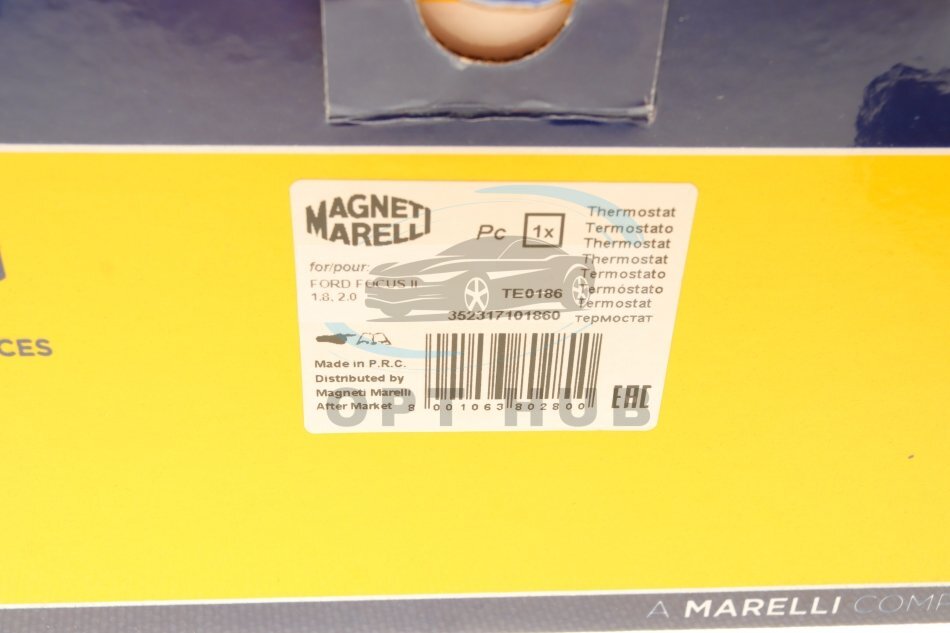 MAGNETI
MARELLI
Pc 1x
Thermostat
Termostato
Thermostat
Thermostat
Termostato
Termóstato
Termostat
термостат
for/pour:
FORD FOCUS II
1.8, 2.0
TE0186
352317101860
Made in P.R.C.
Distributed by
Magneti Marelli
After Market
8 001063 802800
EAC
OPT HUB
CES
A MARELLI COMP